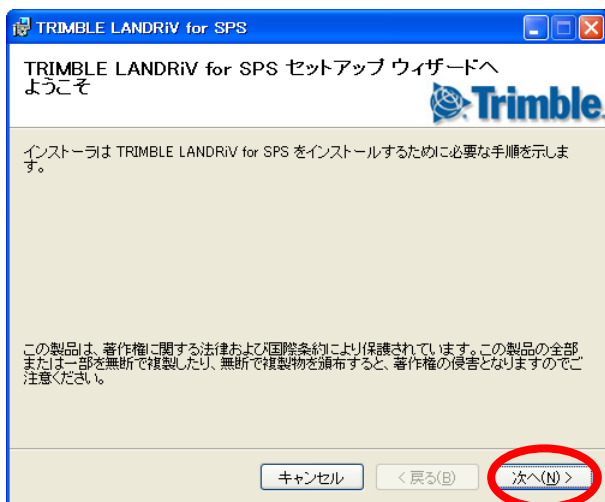 TRIMBLE LANDRiV for SPS
TRIMBLE LANDRiV for SPS セットアップ ウィザードへ
ようこそ
Trimble.
インストーラは TRIMBLE LANDRiV for SPS をインストールするために必要な手順を示しま
す。
この製品は、著作権に関する法律および国際条約により保護されています。この製品の全部
または一部を無断で複製したり、無断で複製物を頒布すると、著作権の侵害となりますのでご
注意ください。
キャンセル
< 戻る(B)
次へ(N) >